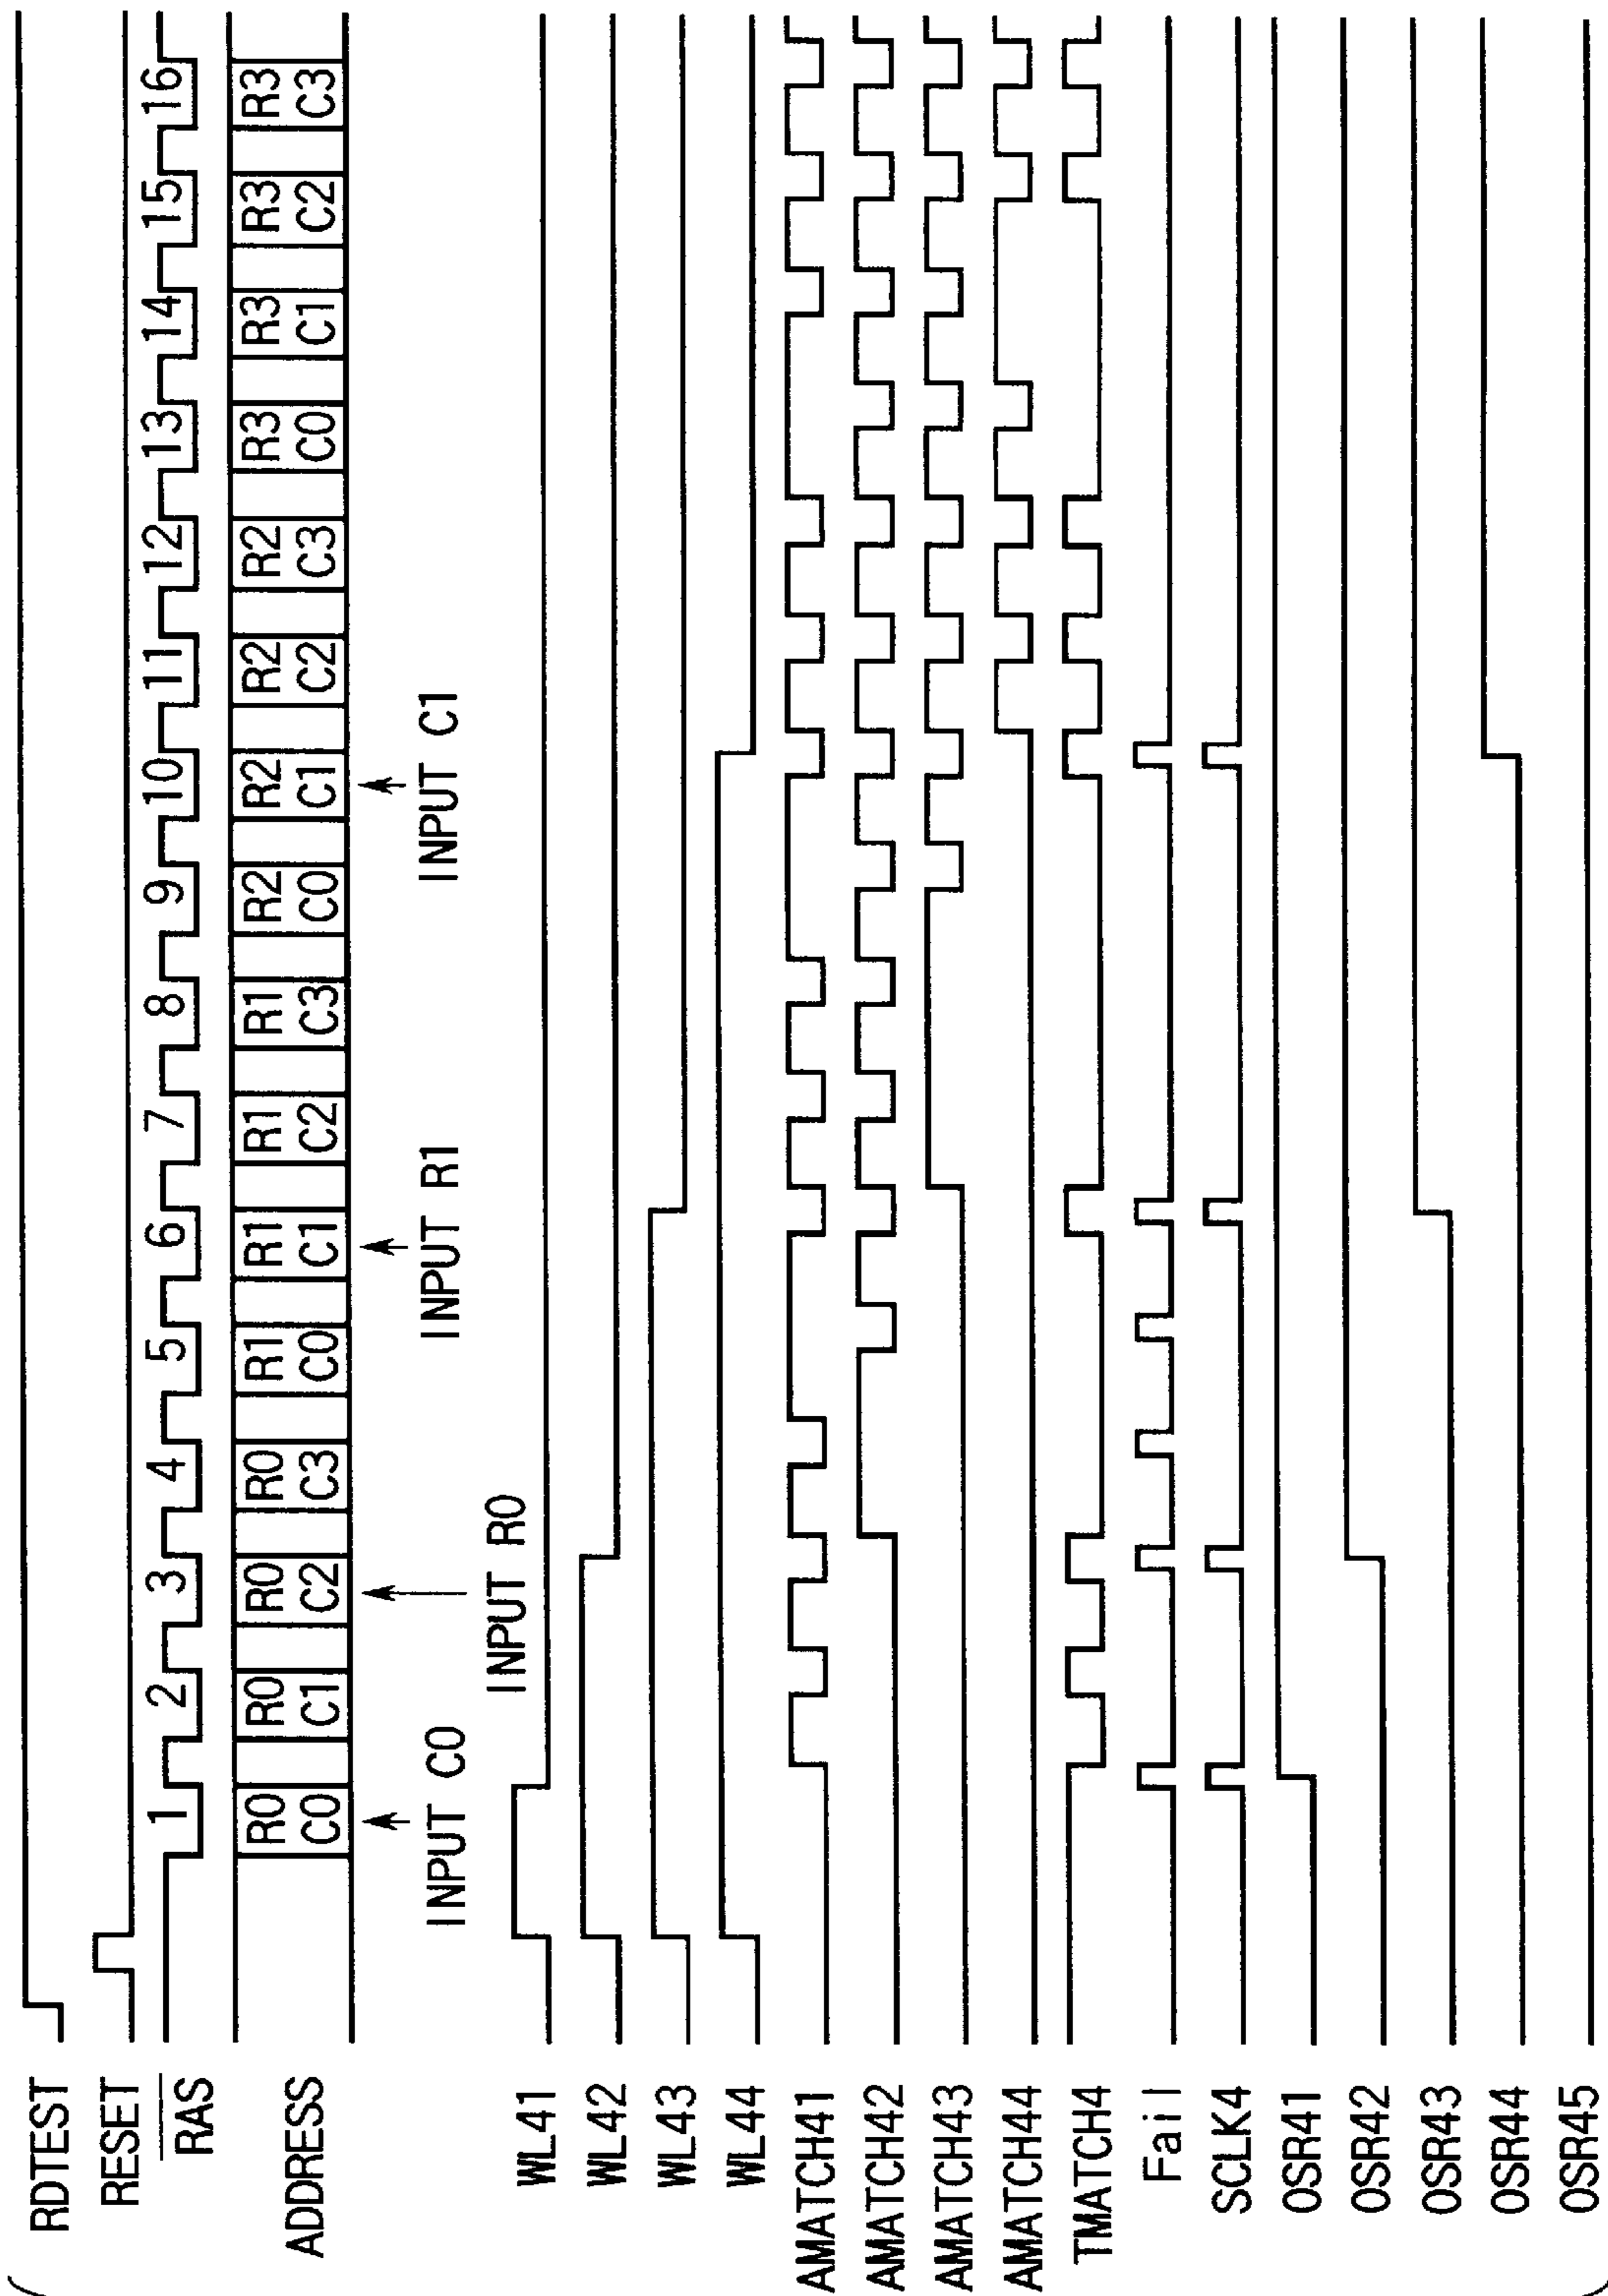 RDTEST
RESET
RAS
1 2 3 4 5 6 7 8 9 10 11 12 13 14 15 16
ADDRESS
R0 R0 R0 R0 R1 R1 R1 R1 R2 R2 R2 R2 R3 R3 R3 R3
C0 C1 C2 C3 C0 C1 C2 C3 C0 C1 C2 C3 C0 C1 C2 C3
INPUT C0 INPUT R0 INPUT R1 INPUT C1
WL41
WL42
WL43
WL44
AMATCH41
AMATCH42
AMATCH43
AMATCH44
TMATCH4
Fail
SCLK4
OSR41
OSR42
OSR43
OSR44
OSR45